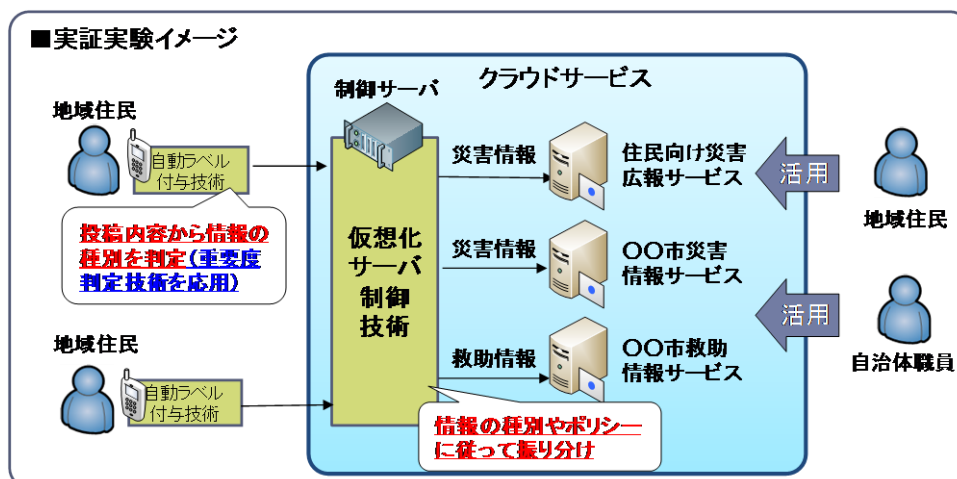 ■実証実験イメージ
クラウドサービス
制御サーバ
地域住民
自動ラベル
付与技術
投稿内容から情報の
種別を判定(重要度
判定技術を応用)
地域住民
自動ラベル
付与技術
仮想化
サーバ
制御
技術
災害情報
住民向け災害
広報サービス
災害情報
〇〇市災害
情報サービス
救助情報
〇〇市救助
情報サービス
情報の種別やポリシー
に従って振り分け
活用
地域住民
活用
自治体職員